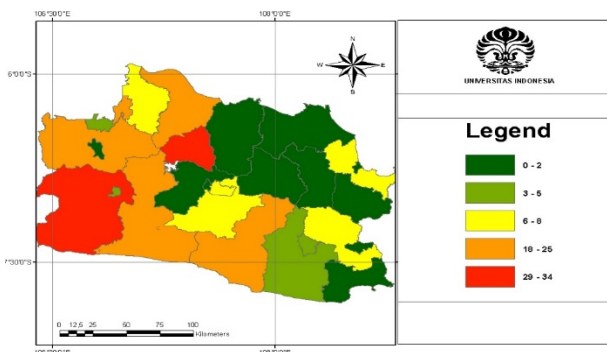 106°30'0"E
108°0'0"E
N
W
E
S
6°0'0"S
UNIVERSITAS INDONESIA
Legend
0 - 2
3 - 5
6 - 8
18 - 25
29 - 34
7°30'0"S
0 12,5 25 50 75 100
Kilometers